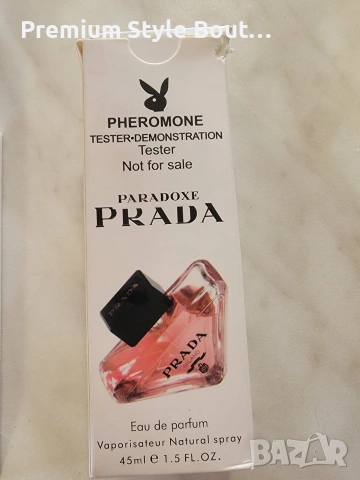 Premium Style Bout...
PHEROMONE
TESTER•DEMONSTRATION
Tester
Not for sale
PARADOXE
PRADA
PRADA
PRADA
Eau de parfum
Vaporisateur Natural spray
45ml e 1.5 FL.OZ.
BAZAR